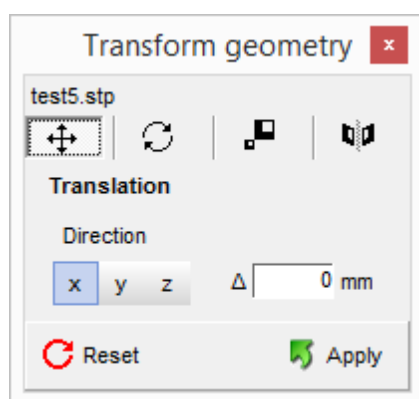 Transform geometry x
test5.stp
Translation
Direction
x y z Δ 0 mm
Reset Apply